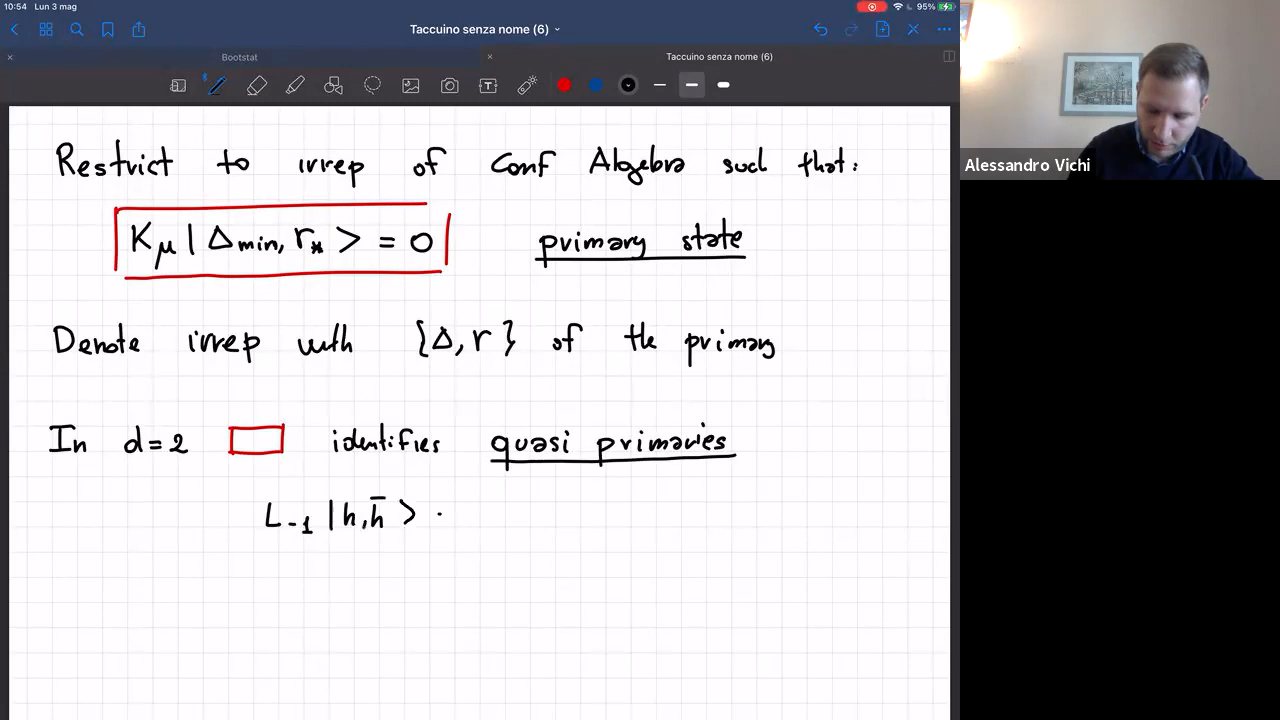 10:54 Lun 3 mag
95%
Taccuino senza nome (6)
Bootstat
Taccuino senza nome (6)
Restrict to irrep of Conf Algebra such that:
Kμ | Δmin, r* > = 0 primary state
Denote irrep with {Δ, r} of the primary
In d=2 identifies quasi primaries
L-1 | h, h̄ >
Alessandro Vichi